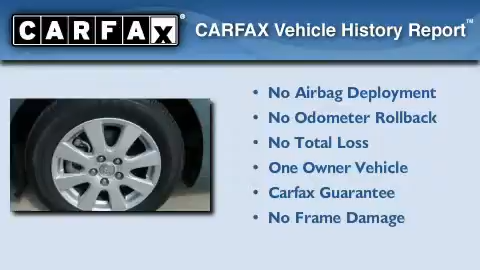 CARFAX® CARFAX Vehicle History Report™
• No Airbag Deployment
• No Odometer Rollback
• No Total Loss
• One Owner Vehicle
• Carfax Guarantee
• No Frame Damage